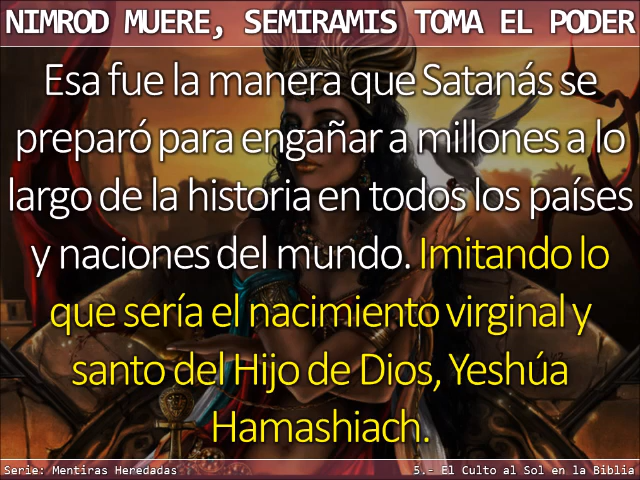 NIMROD MUERE, SEMIRAMIS TOMA EL PODER
Esa fue la manera que Satanás se
preparó para engañar a millones a lo
largo de la historia en todos los países
y naciones del mundo. Imitando lo
que sería el nacimiento virginal y
santo del Hijo de Dios, Yeshúa
Hamashiach.
Serie: Mentiras Heredadas
5.- El Culto al Sol en la Biblia